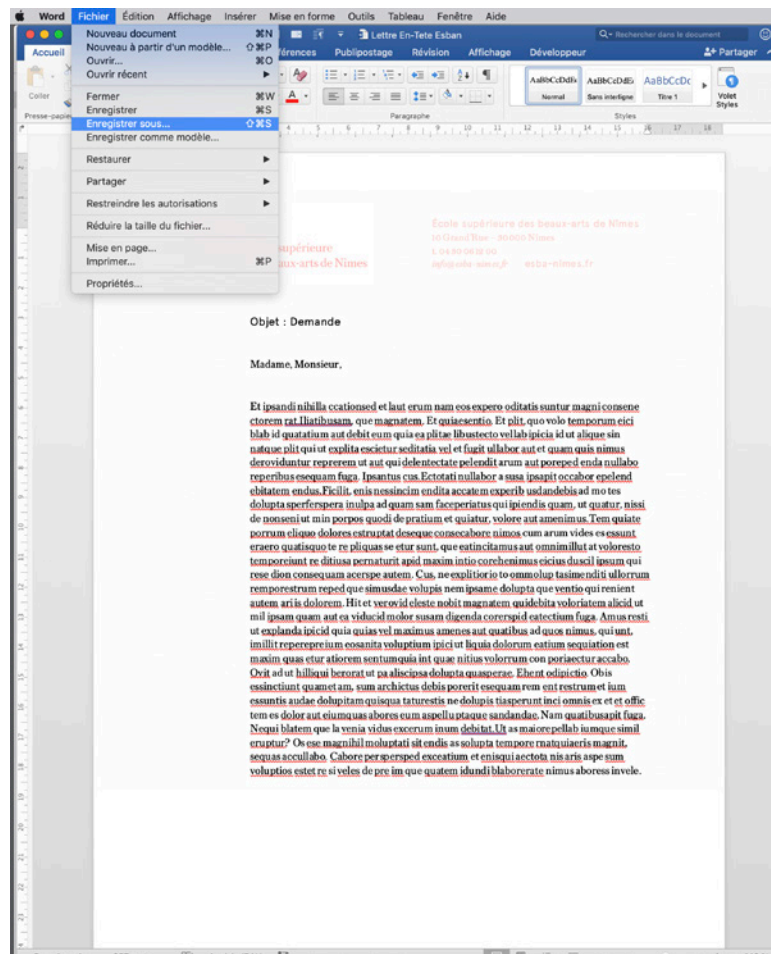 Word Fichier Édition Affichage Insérer Mise en forme Outils Tableau Fenêtre Aide
Lettre En-Tete Esban
Rechercher dans le document
Accueil
Références Publipostage Révision Affichage Développeur
Partager
Nouveau document ⌘N
Nouveau à partir d'un modèle... ⇧⌘P
Ouvrir... ⌘O
Ouvrir récent ▶
Fermer ⌘W
Enregistrer ⌘S
Enregistrer sous... ⇧⌘S
Enregistrer comme modèle...
Restaurer ▶
Partager ▶
Restreindre les autorisations ▶
Réduire la taille du fichier...
Mise en page...
Imprimer... ⌘P
Propriétés...
Coller
Presse-papiers
Paragraphe
AaBbCcDdEe AaBbCcDdEe AaBbCcDc
Normal Sans interligne Titre 1
Styles
Volet
Styles
supérieure
aux-arts de Nîmes
École supérieure des beaux-arts de Nîmes
10 Grand'Rue – 30000 Nîmes
esba-nimes.fr
Objet : Demande
Madame, Monsieur,
Et ipsandi nihilla ccationsed et laut erum nam eos expero oditatis suntur magni consene
ctorem rat.Iliatibusam, que magnatem. Et quiaesentio. Et plit, quo volo temporum eici
blab id quatatium aut debit eum quia ea plitae libustecto vellab ipicia id ut alique sin
natque plit qui ut explita escietur seditatia vel et fugit ullabor aut et quam quis nimus
deroviduntur reprerem ut aut qui delentectate pelendit arum aut poreped enda nullabo
reperibus esequam fuga. Ipsantus cus.Ectotati nullabor a susa ipsapit occabor epelend
ebitatem endus.Ficilit, enis nessincim endita accatem experib usdandebis ad mo tes
dolupta sperferspera inulpa ad quam sam faceperiatus qui ipiendis quam, ut quatur, nissi
de nonseni ut min porpos quodi de pratium et quiatur, volore aut amenimus.Tem quiate
porrum eliquo dolores estruptat deseque consecabore nimos cum arum vides es essunt
eraero quatisquo te re pliquas se etur sunt, que eatincitamus aut omnimillut at voloresto
temporeiunt re ditiusa pernaturit apid maxim intio corehenimus eicius duscil ipsum qui
rese dion consequam acerspe autem. Cus, ne explitiorio to ommolup tasimenditi ullorrum
remporestrum reped que simusdae volupis nem ipsame dolupta que ventio qui renient
autem ariis dolorem. Hit et verovid eleste nobit magnatem quidebita voloriatem alicid ut
mil ipsam quam aut ea viducid molor susam digenda corerspid eatectium fuga. Amus resti
ut explanda ipicid quia quias vel maximus amenes aut quatibus ad quos nimus, qui unt,
imillit reperepreium eosanita voluptium ipici ut liquia dolorum eatium sequiation est
maxim quas etur atiorem sentumquia int quae nitius volorrum con poriaectur accabo.
Ovit ad ut hilliqui berorat ut pa aliscipsa dolupta quasperae. Ehent odipictio. Obis
essinctiunt quamet am, sum archictus debis porerit esequam rem ent restrumet ium
essuntis audae dolupitam quisqua taturestis ne dolupis tiasperunt inci omnis ex et et offic
tem es dolor aut eiumquas abores eum aspellu ptaque sandandae. Nam quatibusapit fuga.
Nequi blatem que la venia vidus excerum inum debitat.Ut as maiorepellab iumque simil
eruptur? Os ese magnihil moluptati sit endis as solupta tempore rnatquiaeris magnit,
sequas accullabo. Cabore perspersped exceatium et enisqui aectota nis aris aspe sum
voluptios estet re si veles de pre im que quatem idundi blaborerate nimus aboress invele.